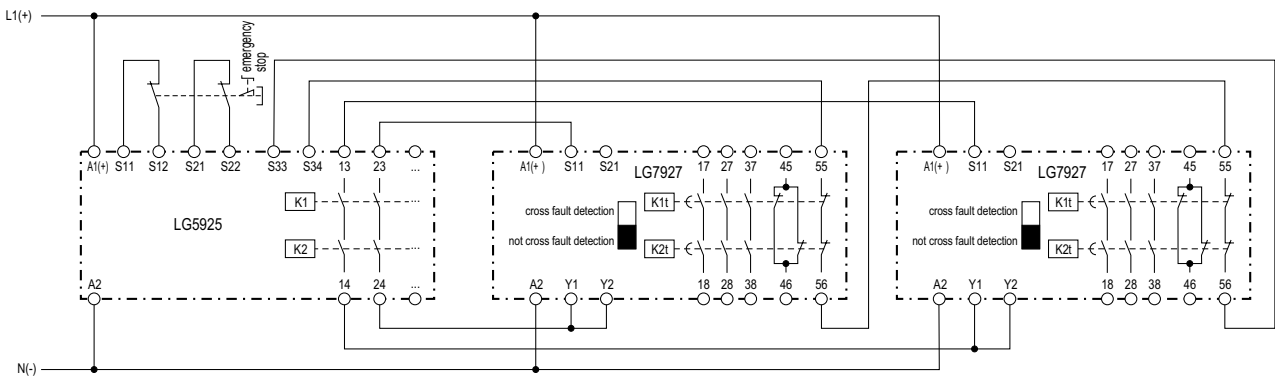 L1(+)
emergency
stop
A1(+) S11 S12 S21 S22 S33 S34 13 23 ...
K1
LG5925
K2
A2 14 24 ...
A1(+) S11 S21 LG7927 17 27 37 45 55
cross fault detection K1t
not cross fault detection K2t
A2 Y1 Y2 18 28 38 46 56
A1(+) S11 S21 LG7927 17 27 37 45 55
cross fault detection K1t
not cross fault detection K2t
A2 Y1 Y2 18 28 38 46 56
N(-)